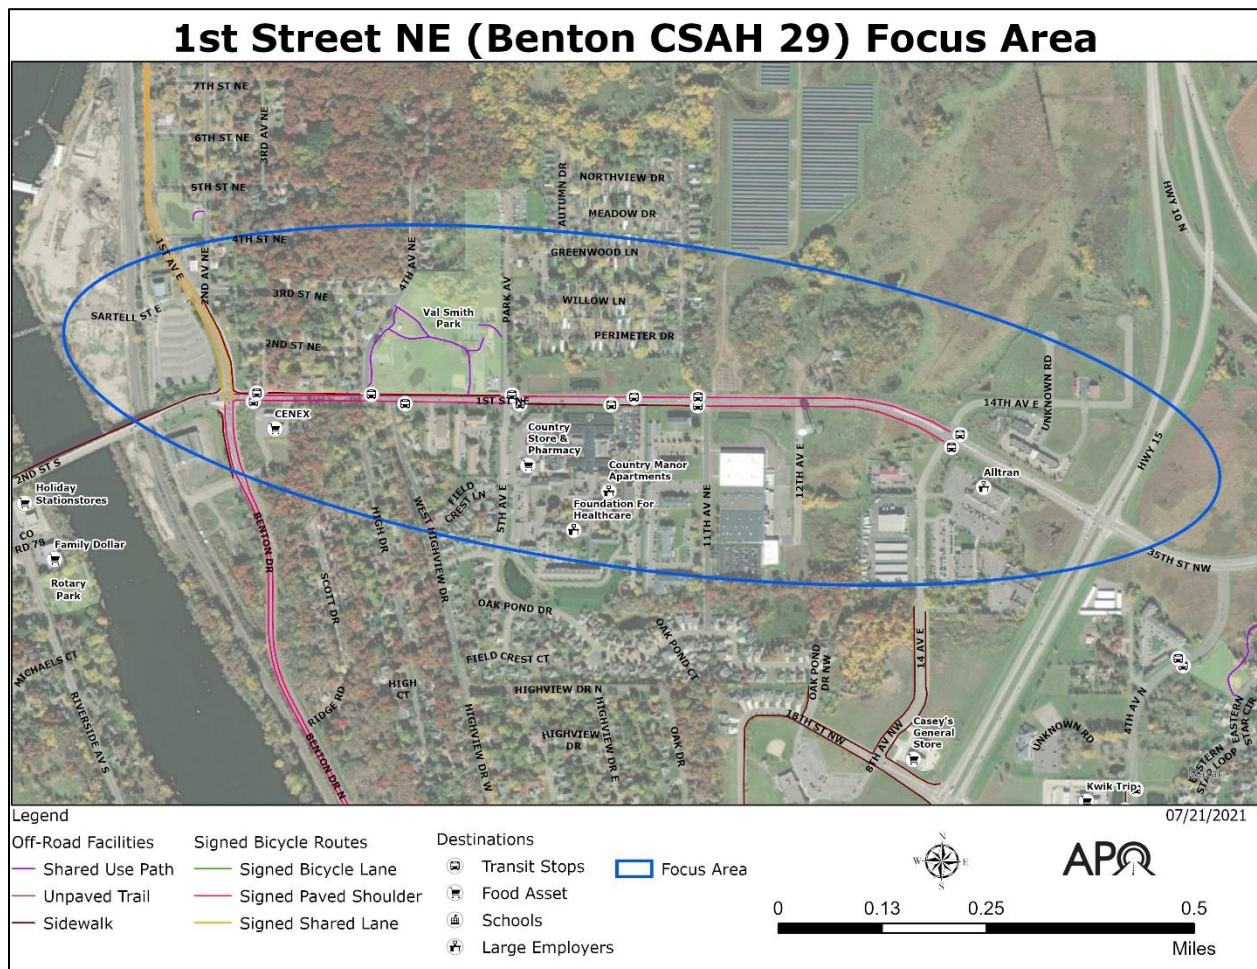 1st Street NE (Benton CSAH 29) Focus Area
7TH ST NE
6TH ST NE
3RD AV NE
5TH ST NE
AUTUMN DR
NORTHVIEW DR
MEADOW DR
HWY 10 N
1ST AV E
2ND AV NE
4TH ST NE
4TH AV NE
GREENWOOD LN
3RD ST NE
PARK AV
WILLOW LN
SARTELL ST E
Val Smith
Park
PERIMETER DR
2ND ST NE
UNKNOWN RD
14TH AV E
1ST ST NE
CENEX
Country
Store &
Pharmacy
HWY 15
2ND ST S
Country Manor
Apartments
12TH AV E
Alltran
Holiday
Stationstores
FIELD
CREST LN
Foundation For
Healthcare
5TH AV E
11TH AV NE
CO
RD 78
Family Dollar
BENTON DR
HIGH DR
WEST HIGHVIEW DR
35TH ST NW
Rotary
Park
SCOTT DR
OAK POND DR
OAK POND CT
14 AV E
MICHAELS CT
FIELD CREST CT
OAK POND
DR NW
RIVERSIDE AV S
RIDGE RD
HIGH
CT
HIGHVIEW DR N
HIGHVIEW DR W
HIGHVIEW
DR
HIGHVIEW DR E
OAK DR
18TH ST NW
8TH AV NW
Casey's
General
Store
UNKNOWN RD
4TH AV N
EASTERN
STAR CIR
EASTERN
STAR LOOP
BENTON DR N
Kwik Trip
Maxar
Legend
07/21/2021
Off-Road Facilities
Shared Use Path
Unpaved Trail
Sidewalk
Signed Bicycle Routes
Signed Bicycle Lane
Signed Paved Shoulder
Signed Shared Lane
Destinations
Transit Stops
Food Asset
Schools
Large Employers
Focus Area
N
W E
S
APO
0 0.13 0.25 0.5
Miles